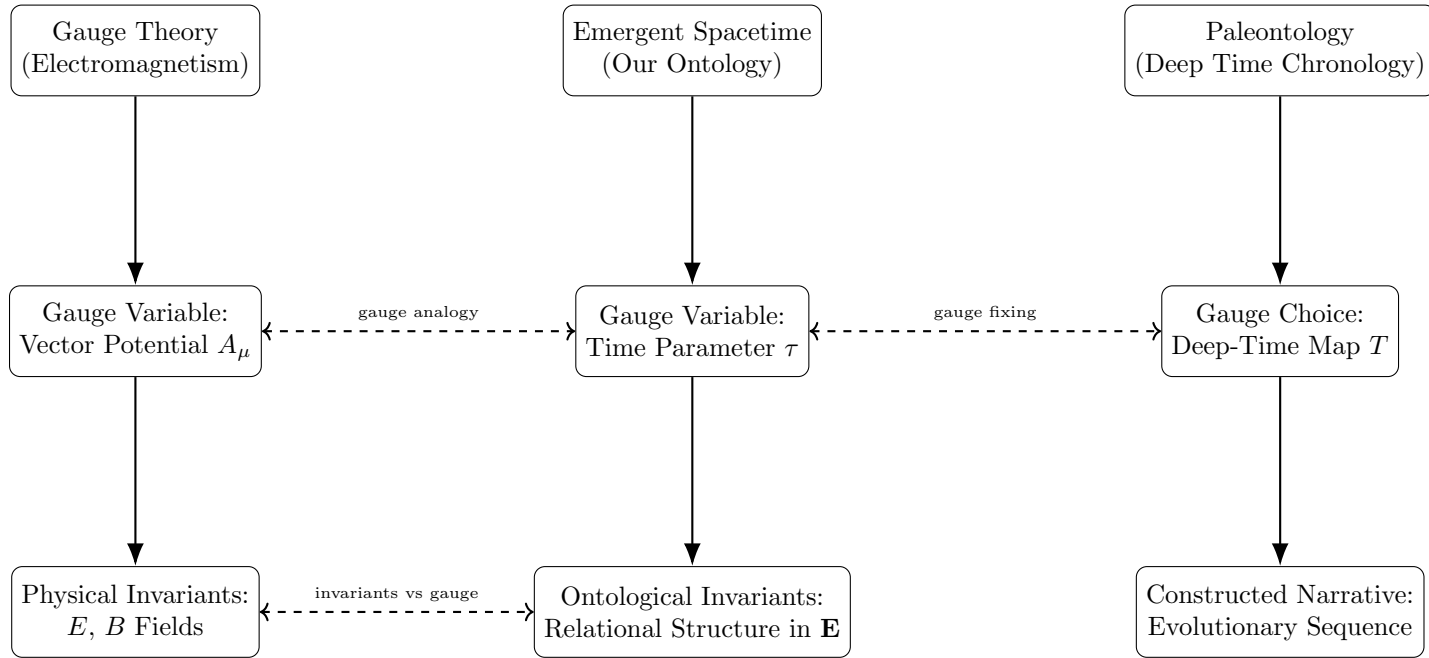 Gauge Theory
(Electromagnetism)
Emergent Spacetime
(Our Ontology)
Paleontology
(Deep Time Chronology)
Gauge Variable:
Vector Potential A_μ
gauge analogy
Gauge Variable:
Time Parameter τ
gauge fixing
Gauge Choice:
Deep-Time Map T
Physical Invariants:
E, B Fields
invariants vs gauge
Ontological Invariants:
Relational Structure in E
Constructed Narrative:
Evolutionary Sequence